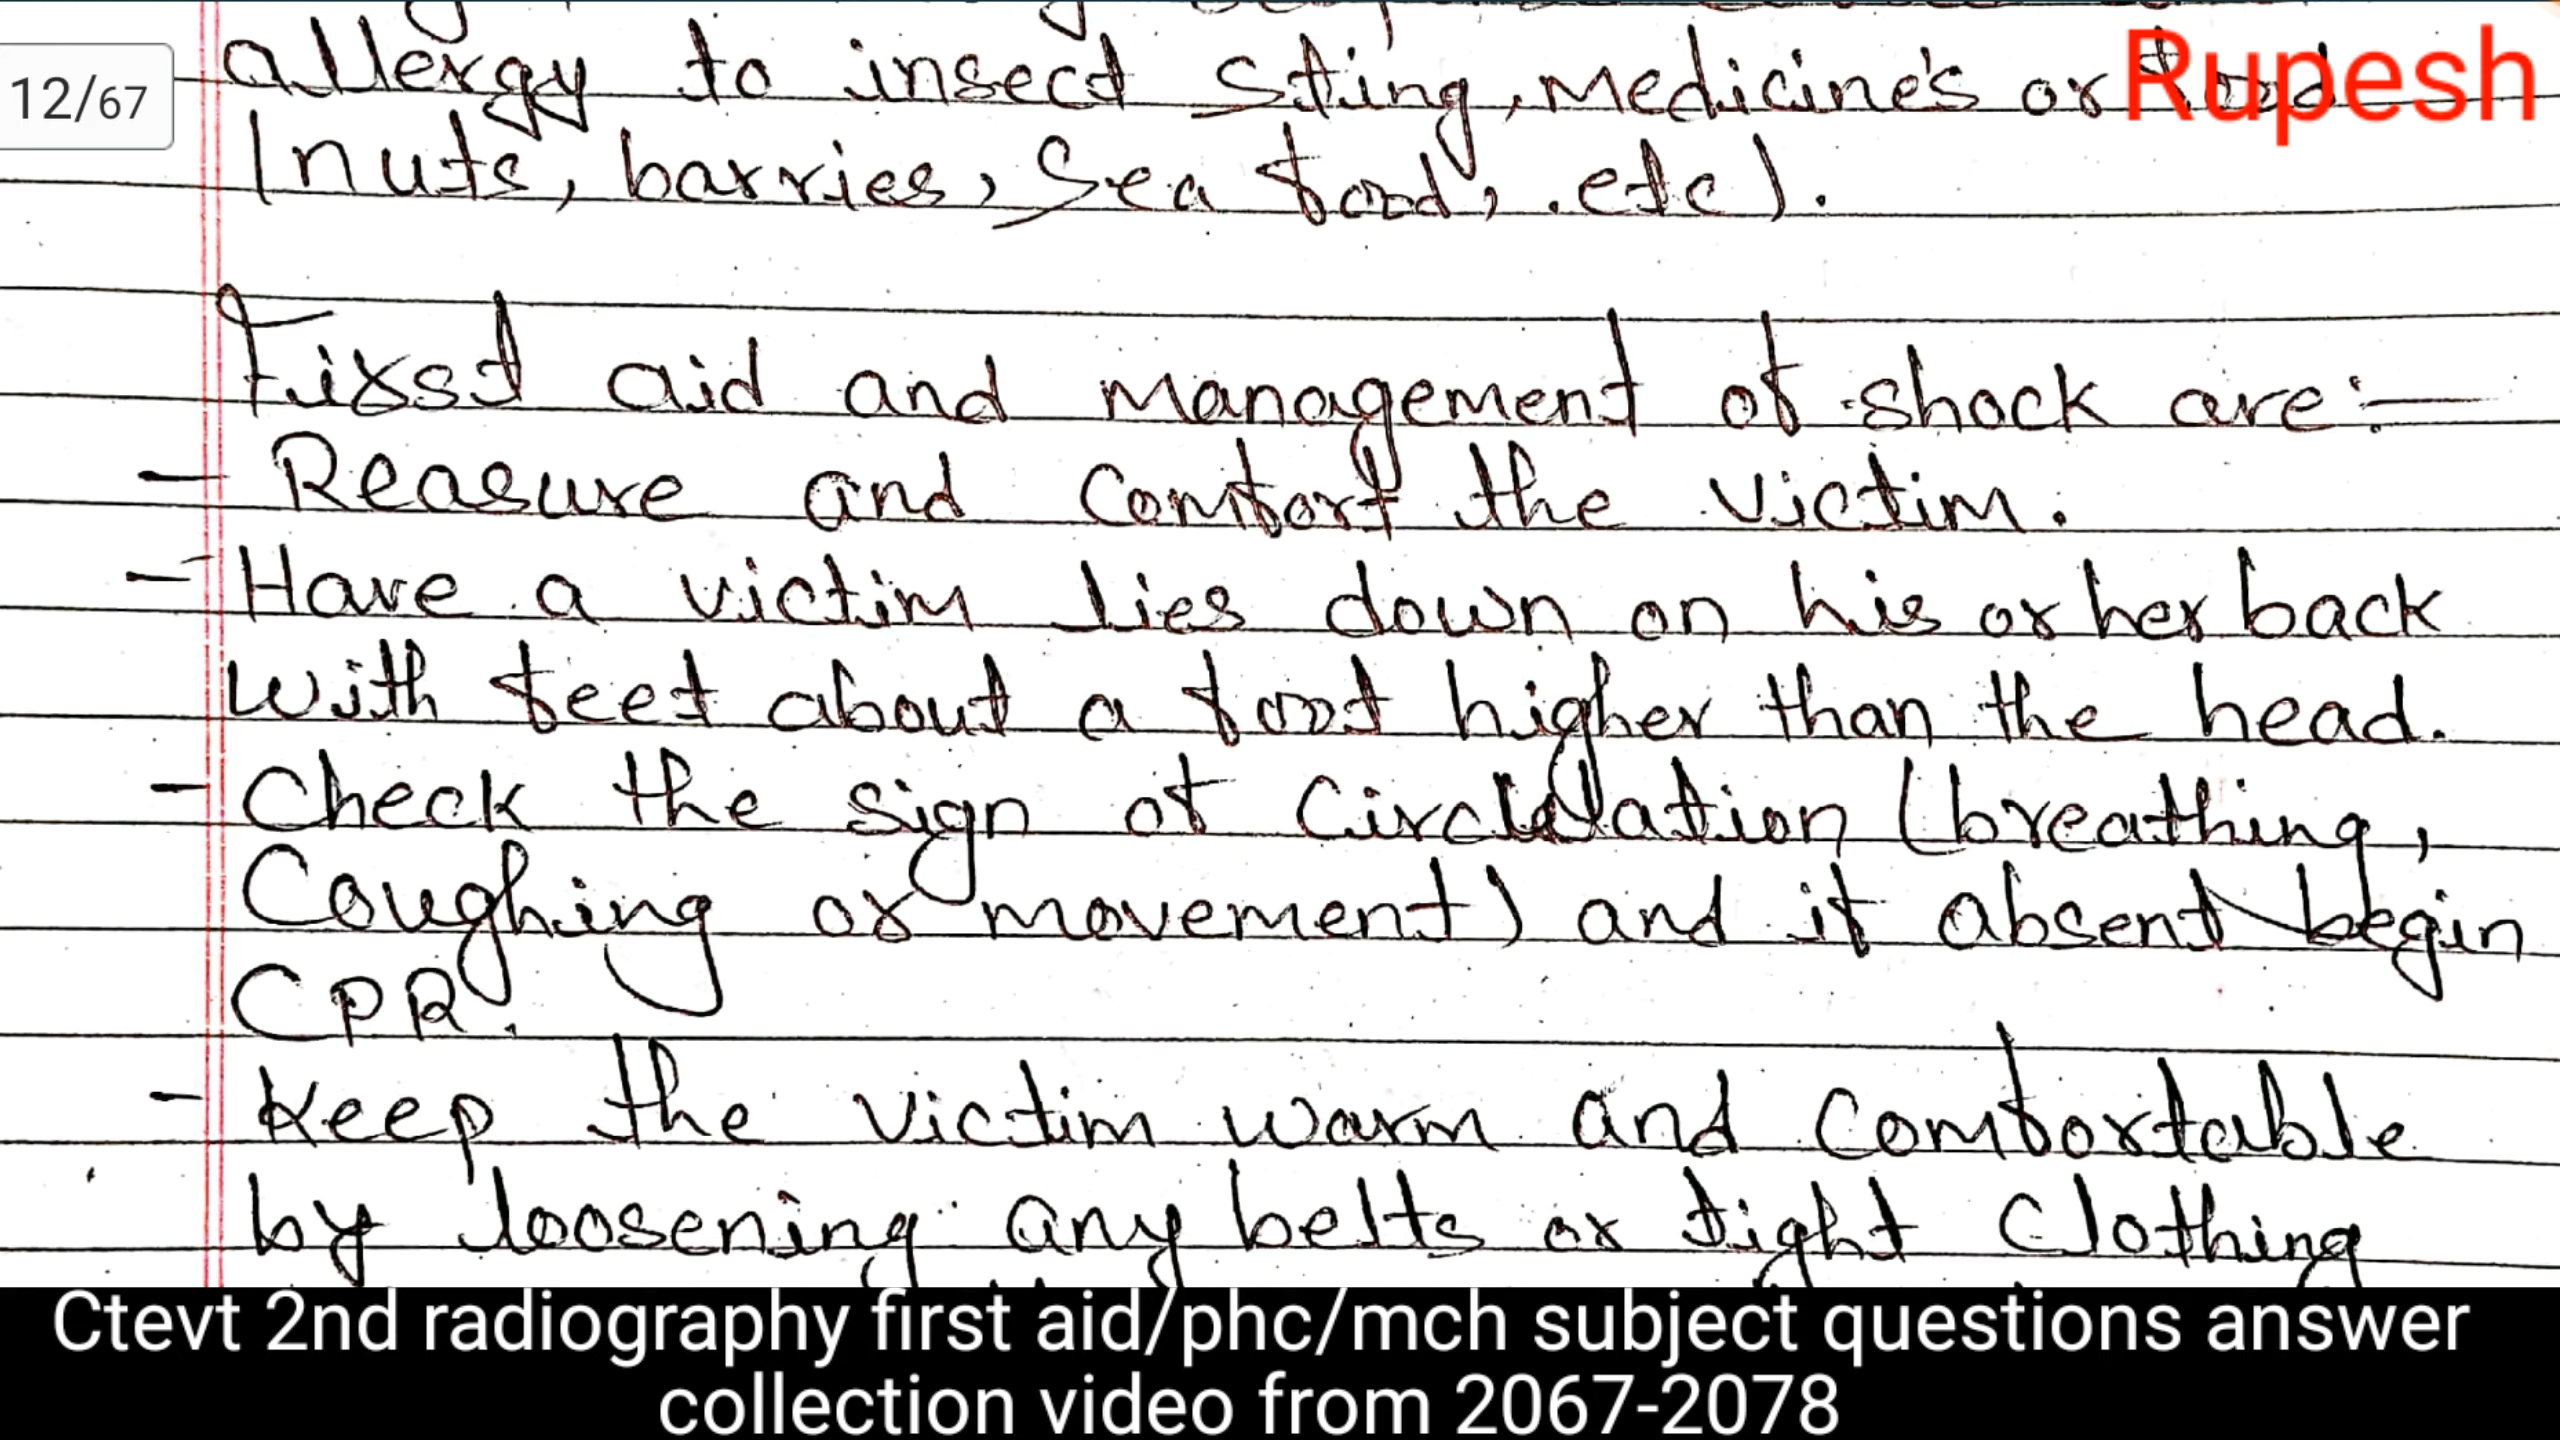 allergy to insect sting, medicine's or food
12/67
Rupesh
(nuts, barries, Sea food, .etc).
First aid and management of shock are:-
- Reasure and comfort the victim.
- Have a victim lies down on his or her back
with feet about a foot higher than the head.
- Check the sign of Circulation (breathing,
Coughing or movement) and if absent begin
CPR.
- Keep the victim warm and comfortable
by loosening any belts or tight clothing
Ctevt 2nd radiography first aid/phc/mch subject questions answer
collection video from 2067-2078